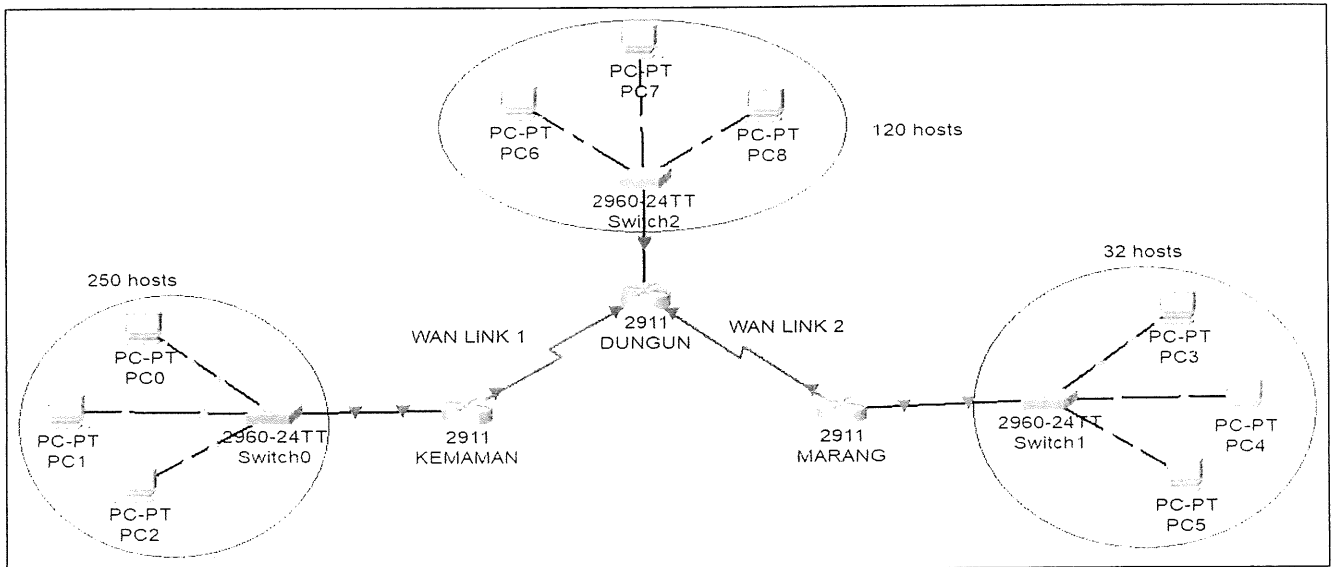 PC-PT
PC7
PC-PT
PC6
PC-PT
PC8
120 hosts
2960-24TT
Switch2
250 hosts
32 hosts
2911
DUNGUN
WAN LINK 1
WAN LINK 2
PC-PT
PC0
PC-PT
PC3
PC-PT
PC1
2960-24TT
Switch0
2911
KEMAMAN
2911
MARANG
2960-24TT
Switch1
PC-PT
PC4
PC-PT
PC2
PC-PT
PC5